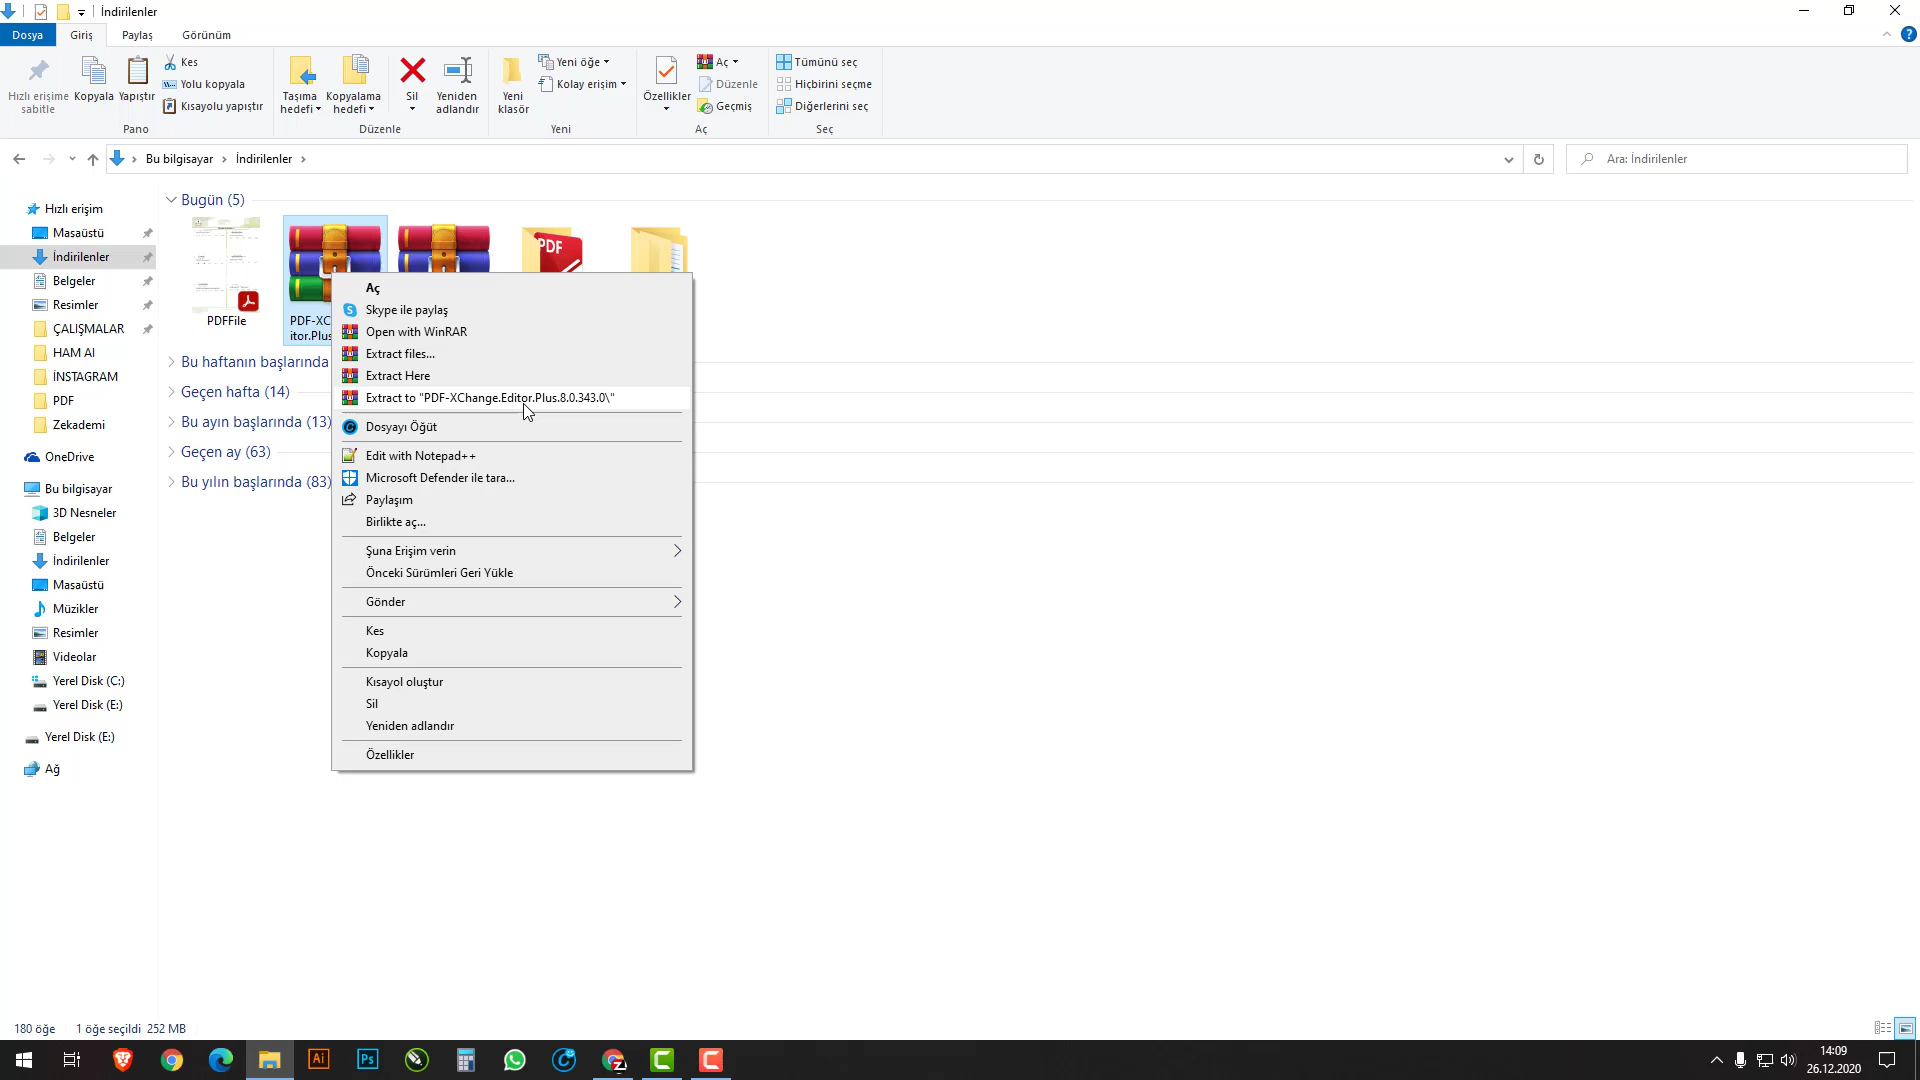 İndirilenler
Dosya Giriş Paylaş Görünüm
Hızlı erişime sabitle
Kopyala
Yapıştır
Kes
Yolu kopyala
Kısayolu yapıştır
Pano
Taşıma hedefi
Kopyalama hedefi
Sil
Yeniden adlandır
Düzenle
Yeni klasör
Yeni öğe
Kolay erişim
Yeni
Özellikler
Aç
Düzenle
Geçmiş
Aç
Tümünü seç
Hiçbirini seçme
Diğerlerini seç
Seç
Bu bilgisayar > İndirilenler >
Ara: İndirilenler
Hızlı erişim
Masaüstü
İndirilenler
Belgeler
Resimler
ÇALIŞMALAR
HAM AI
İNSTAGRAM
PDF
Zekademi
OneDrive
Bu bilgisayar
3D Nesneler
Belgeler
İndirilenler
Masaüstü
Müzikler
Resimler
Videolar
Yerel Disk (C:)
Yerel Disk (E:)
Yerel Disk (E:)
Ağ
Bugün (5)
PDFFile
PDF-XC
itor.Plus
PDF
Bu haftanın başlarında
Geçen hafta (14)
Bu ayın başlarında (13)
Geçen ay (63)
Bu yılın başlarında (83)
Aç
Skype ile paylaş
Open with WinRAR
Extract files...
Extract Here
Extract to "PDF-XChange.Editor.Plus.8.0.343.0\"
Dosyayı Öğüt
Edit with Notepad++
Microsoft Defender ile tara...
Paylaşım
Birlikte aç...
Şuna Erişim verin
Önceki Sürümleri Geri Yükle
Gönder
Kes
Kopyala
Kısayol oluştur
Sil
Yeniden adlandır
Özellikler
180 öğe 1 öğe seçildi 252 MB
Ai
Ps
14:09
26.12.2020